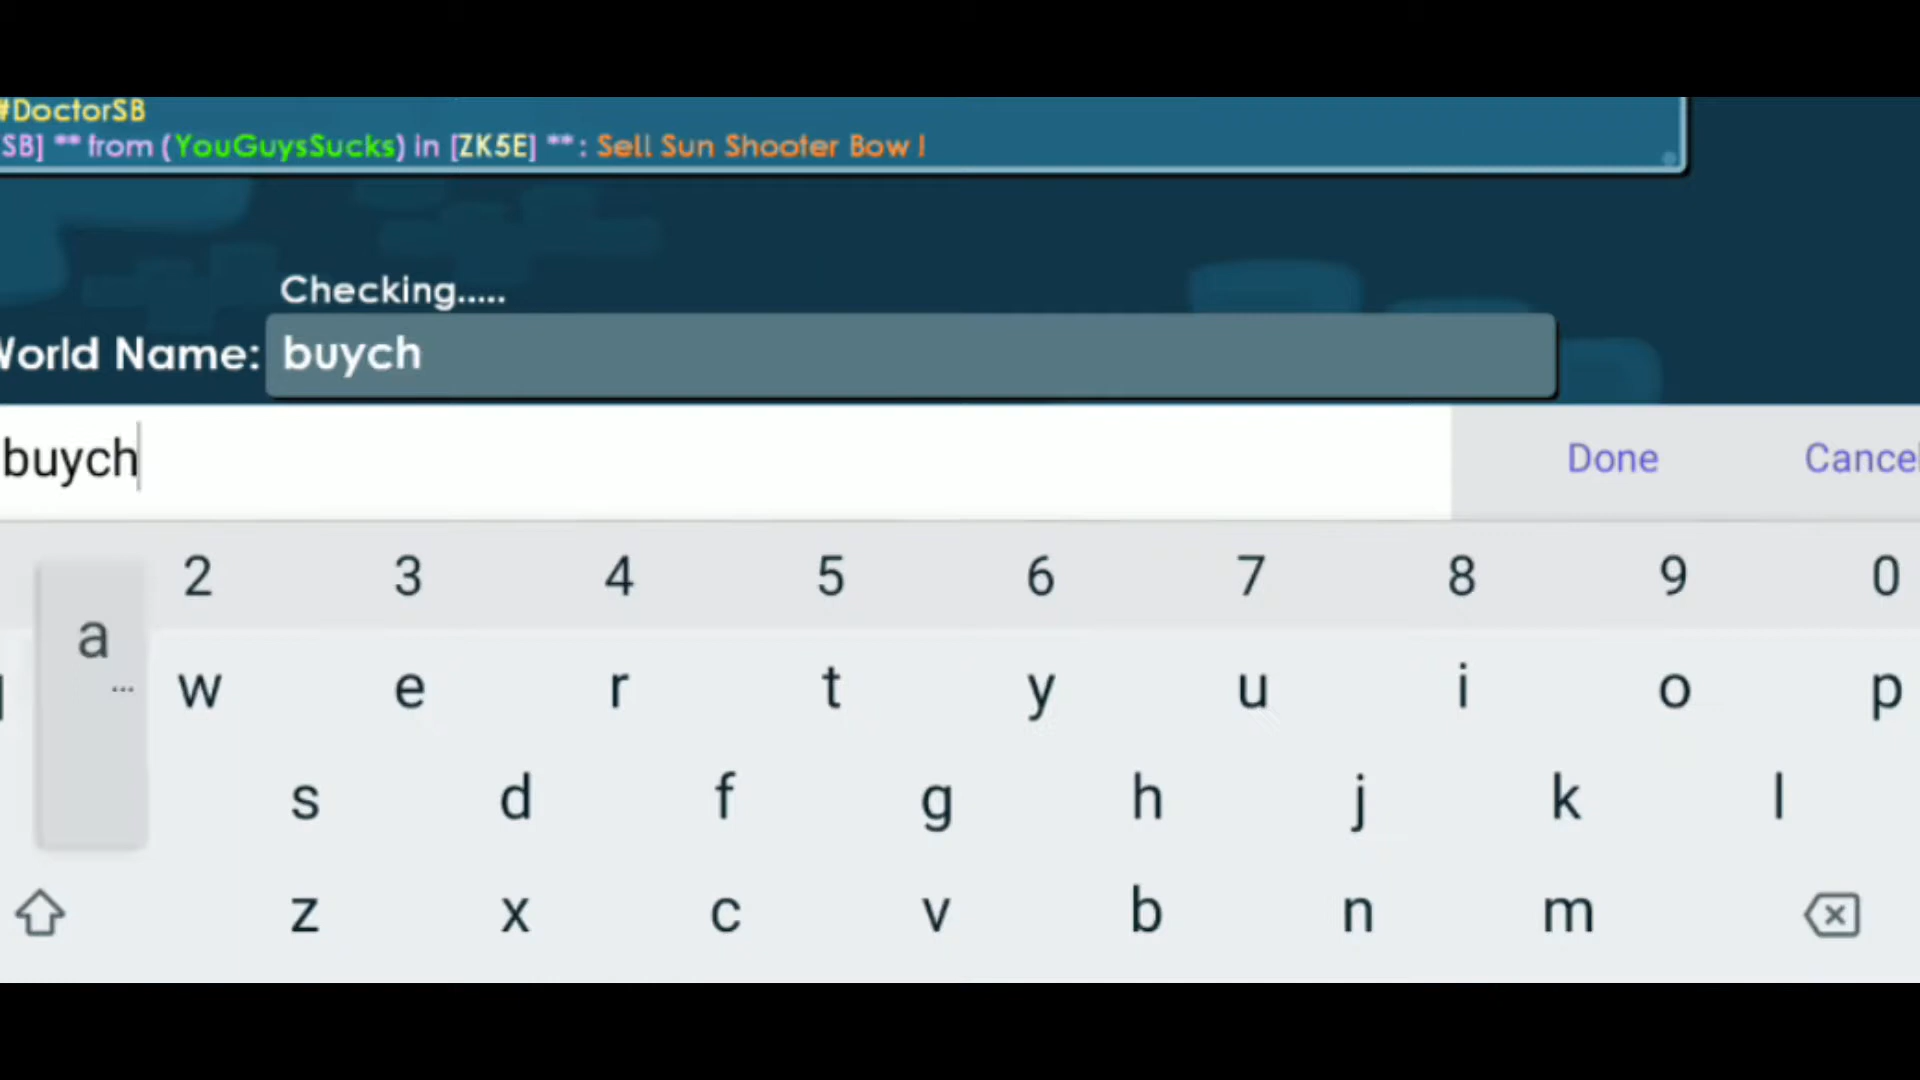 #DoctorSB
SB] ** from (YouGuysSucks) in [ZK5E] ** : Sell Sun Shooter Bow !
Checking.....
World Name: buych
buych Done Cancel
2 3 4 5 6 7 8 9 0
a ...
q w e r t y u i o p
s d f g h j k l
z x c v b n m